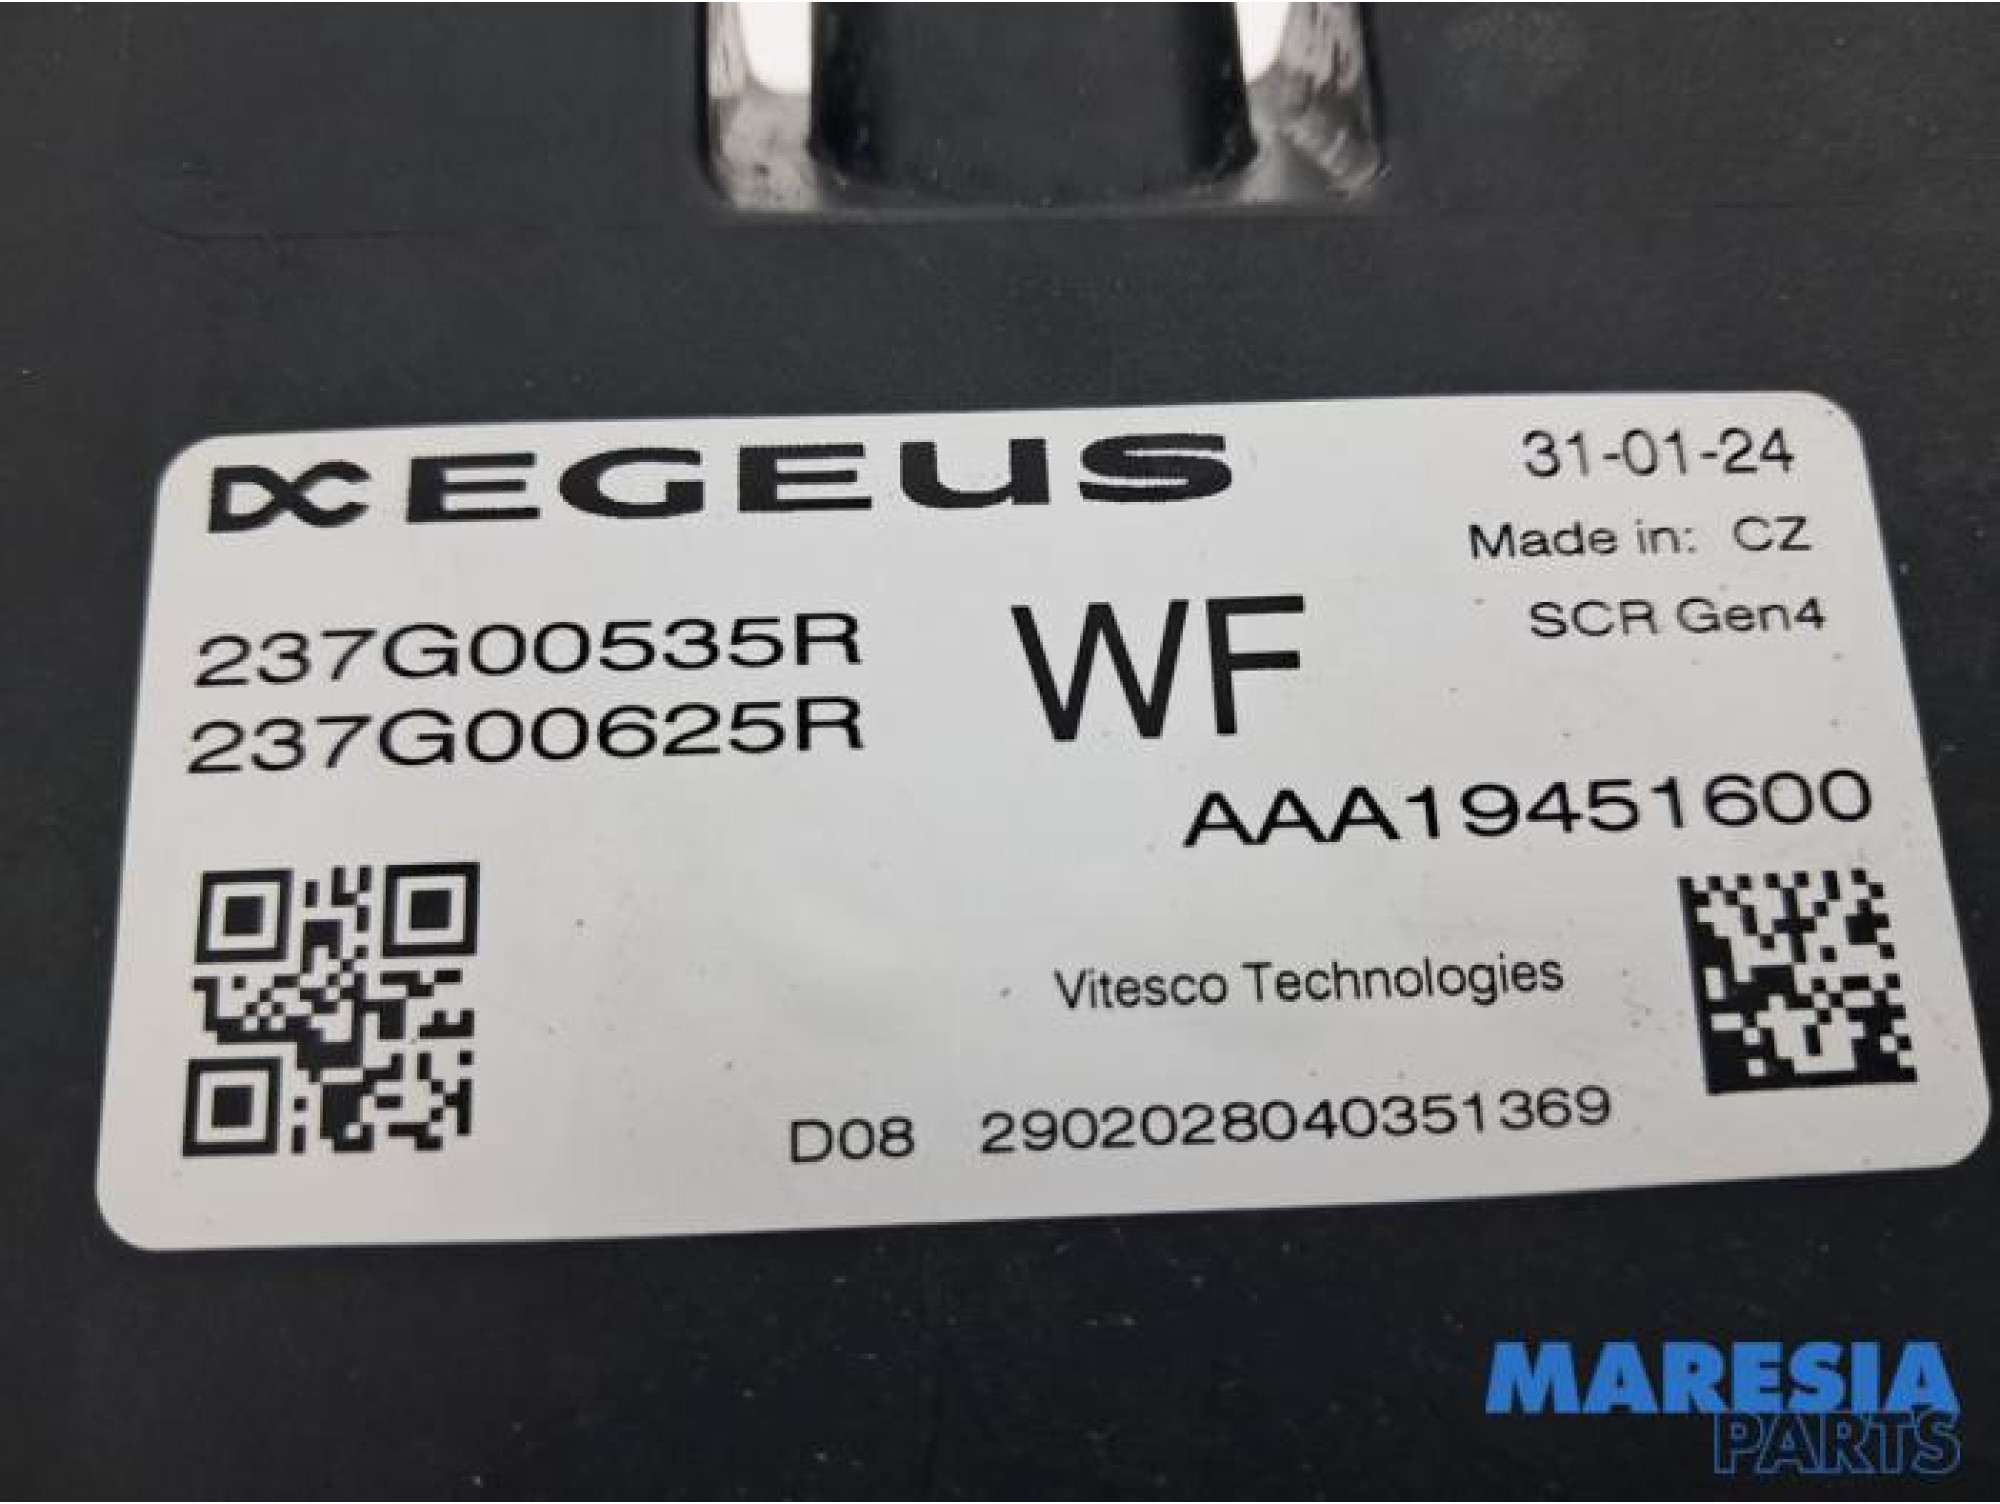 DC EGEUS
31-01-24
Made in: CZ
SCR Gen4
237G00535R
237G00625R
WF
AAA19451600
Vitesco Technologies
D08 2902028040351369
MARESIA
PARTS